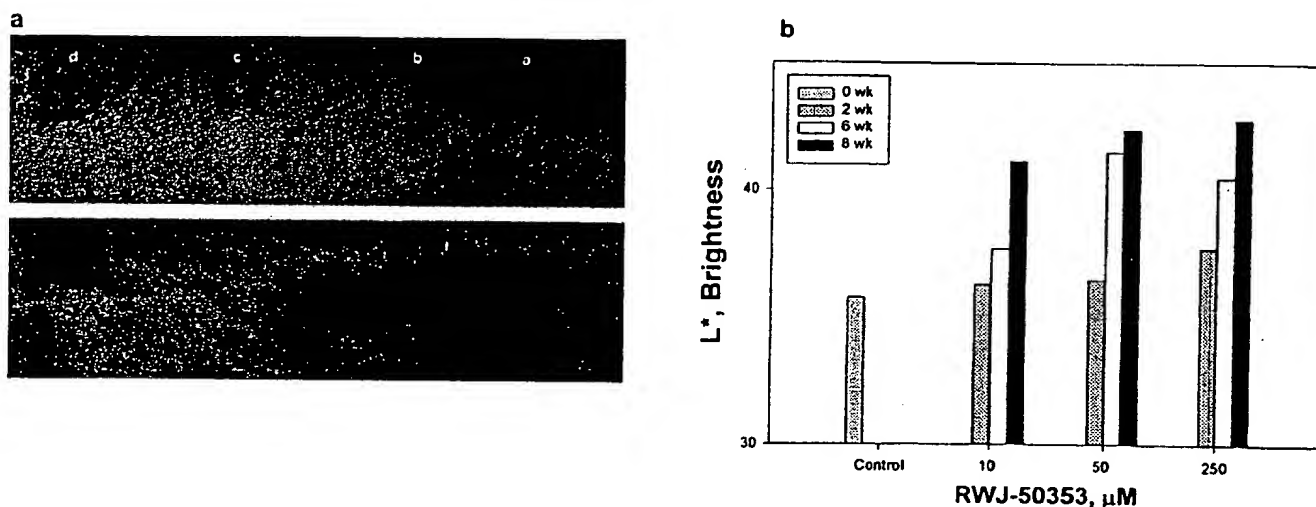 a
d c b a
f
b
0 wk
2 wk
6 wk
8 wk
L*, Brightness
40
30
Control 10 50 250
RWJ-50353, µM